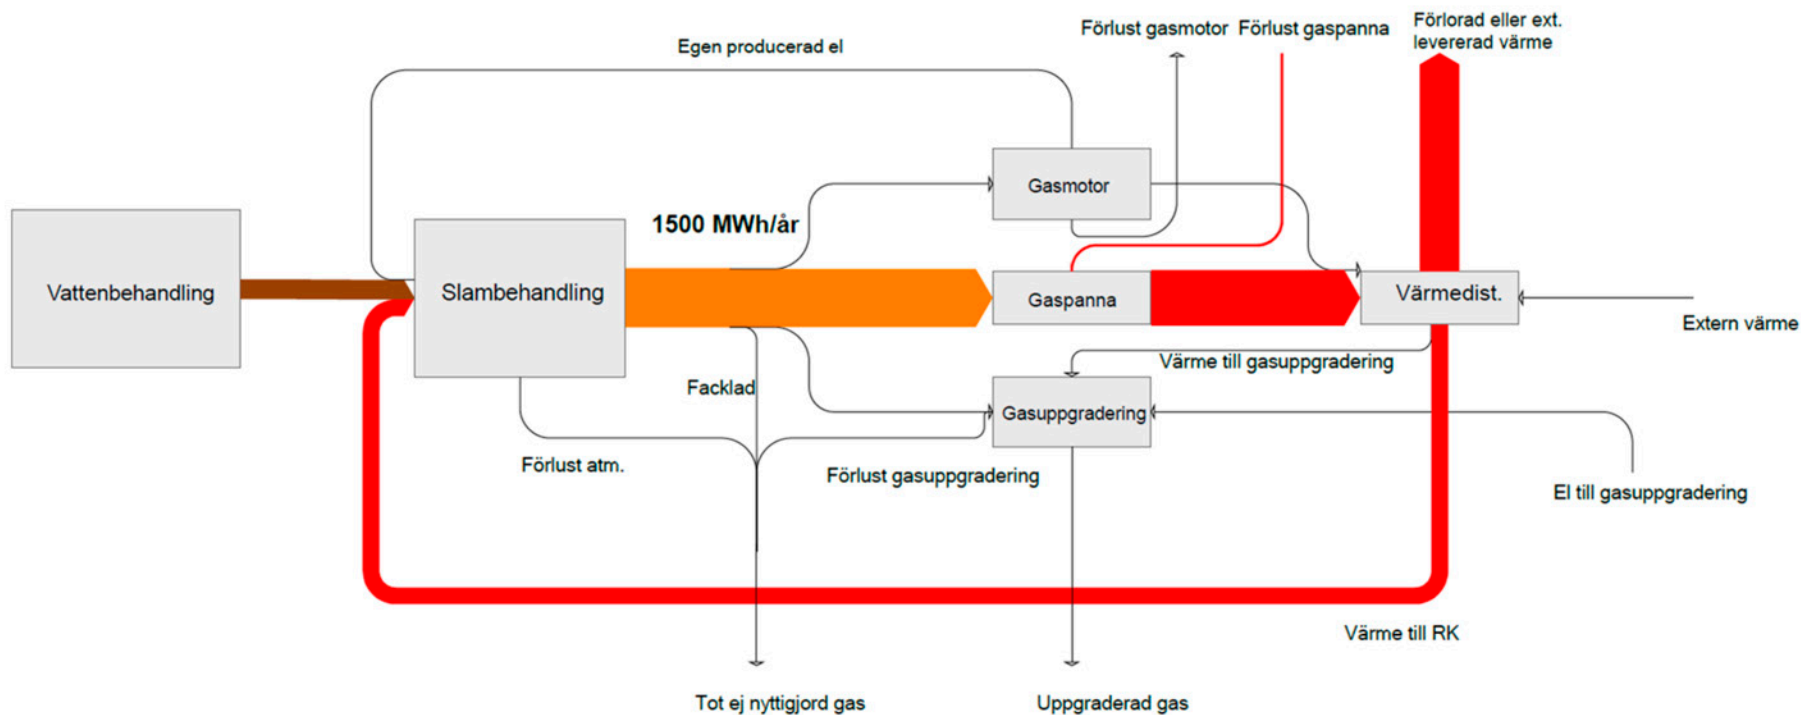 Förlorad eller ext.
levererad värme
Förlust gasmotor
Förlust gaspanna
Egen producerad el
Gasmotor
1500 MWh/år
Vattenbehandling
Slambehandling
Gaspanna
Värmedist.
Extern värme
Värme till gasuppgradering
Facklad
Gasuppgradering
Förlust atm.
Förlust gasuppgradering
El till gasuppgradering
Värme till RK
Tot ej nyttigjord gas
Uppgraderad gas